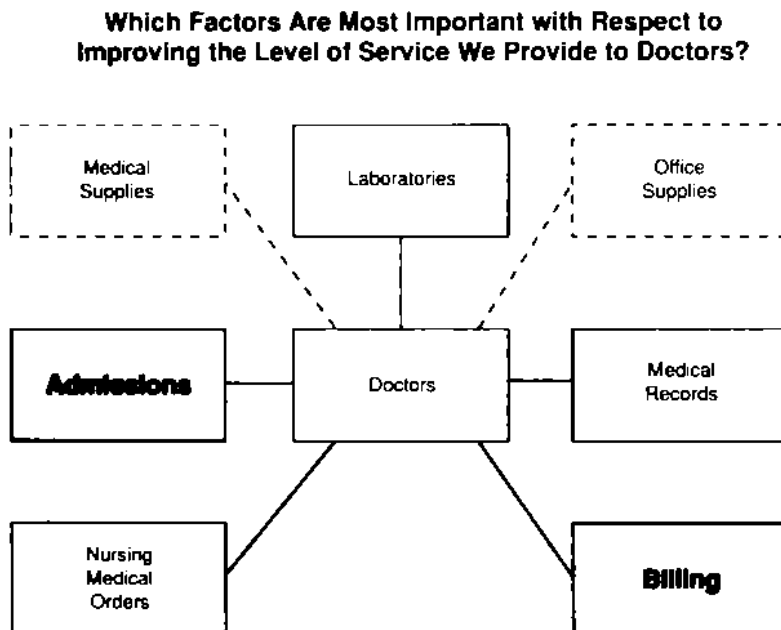 Which Factors Are Most Important with Respect to
Improving the Level of Service We Provide to Doctors?
Medical
Supplies
Laboratories
Office
Supplies
Admissions
Doctors
Medical
Records
Nursing
Medical
Orders
Billing